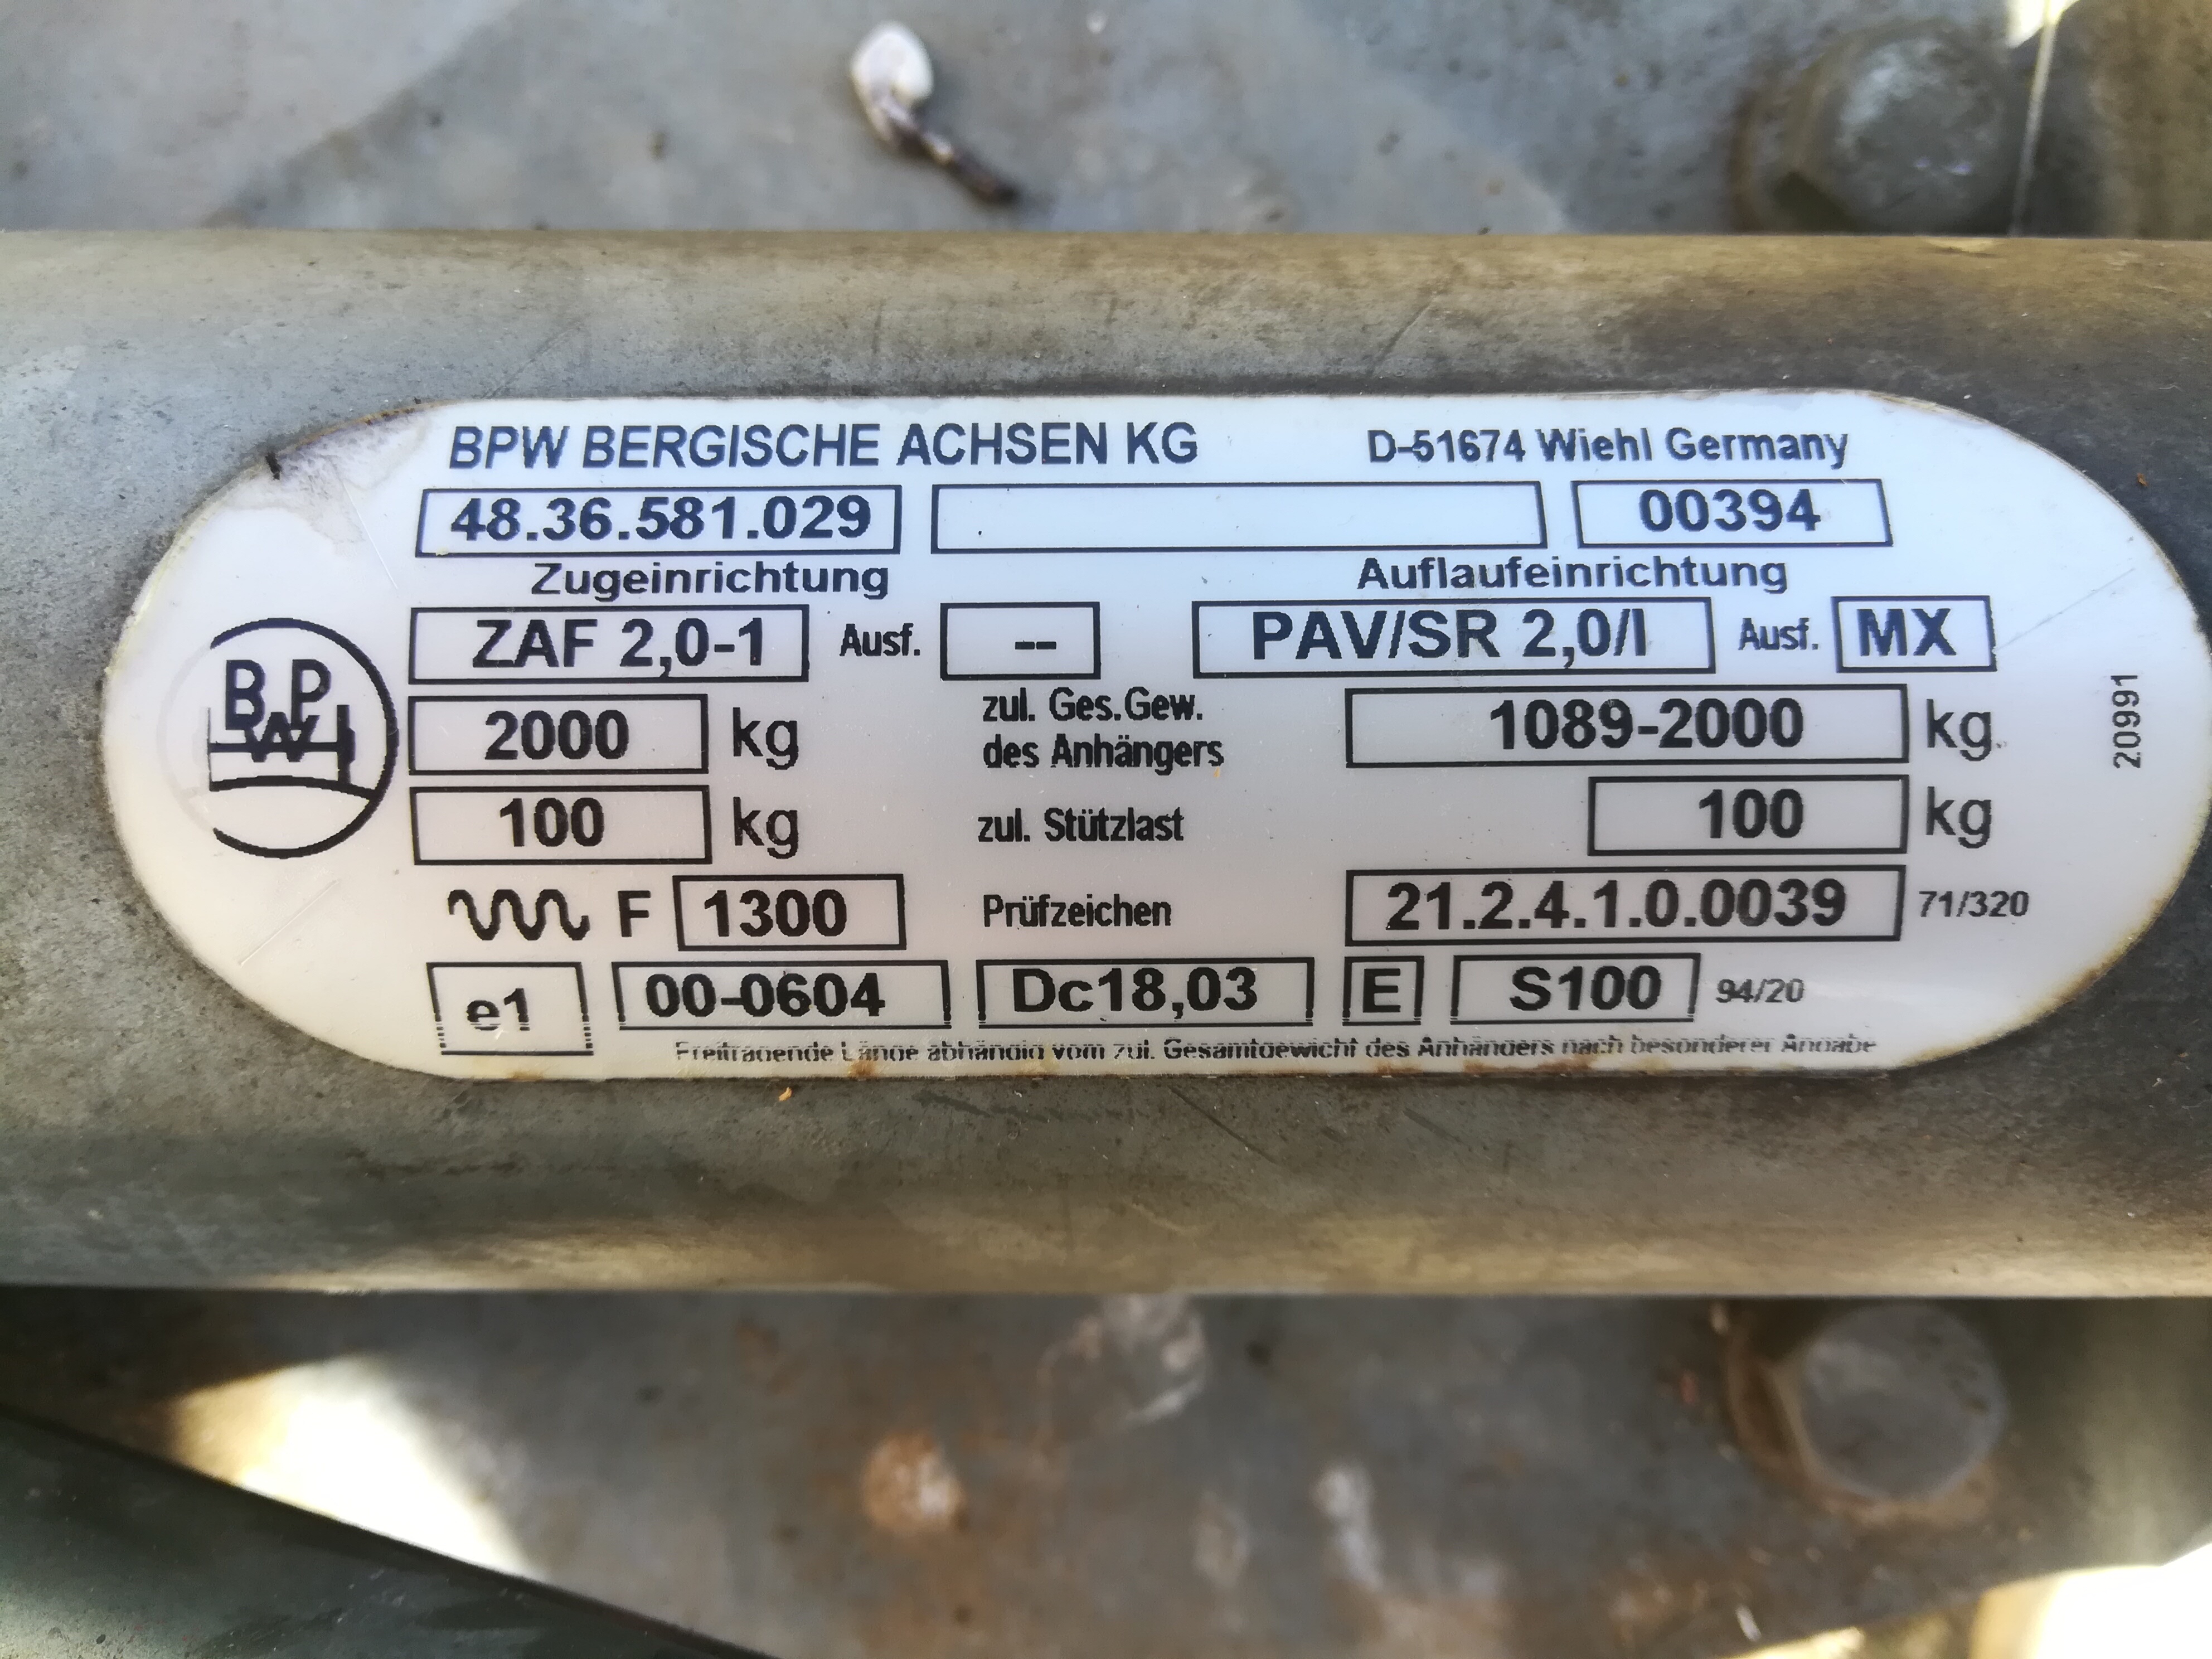 BPW BERGISCHE ACHSEN KG D-51674 Wiehl Germany
48.36.581.029 00394
Zugeinrichtung Auflaufeinrichtung
ZAF 2,0-1 Ausf. -- PAV/SR 2,0/I Ausf. MX
BPW
2000 kg zul. Ges.Gew. des Anhängers 1089-2000 kg
100 kg zul. Stützlast 100 kg
F 1300 Prüfzeichen 21.2.4.1.0.0039 71/320
e1 00-0604 Dc18,03 E S100 94/20
Freitragende Länge abhängig vom zul. Gesamtgewicht des Anhängers nach besonderer Angabe
20991